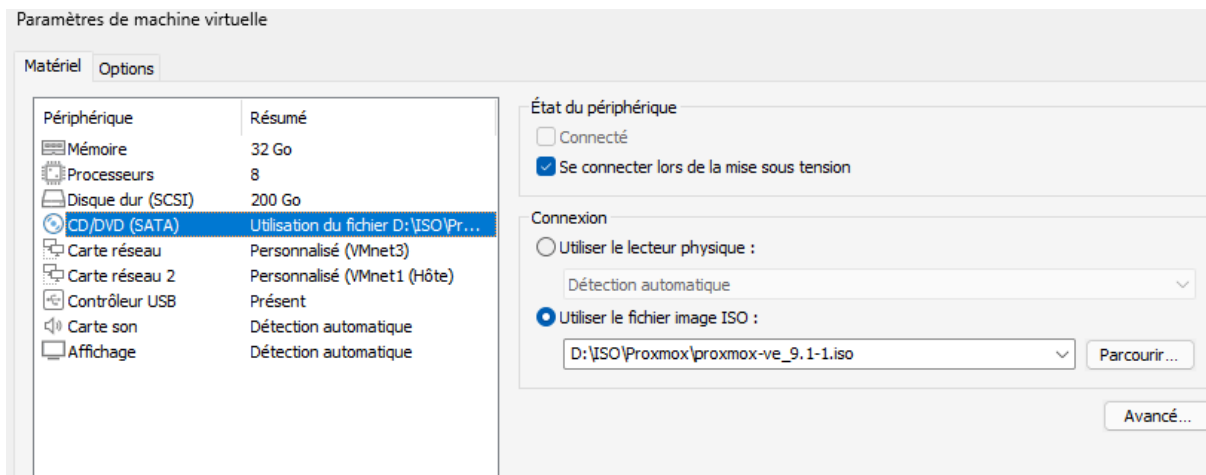 Paramètres de machine virtuelle
Matériel Options
Périphérique Résumé
Mémoire 32 Go
Processeurs 8
Disque dur (SCSI) 200 Go
CD/DVD (SATA) Utilisation du fichier D:\ISO\Pr...
Carte réseau Personnalisé (VMnet3)
Carte réseau 2 Personnalisé (VMnet1 (Hôte)
Contrôleur USB Présent
Carte son Détection automatique
Affichage Détection automatique
État du périphérique
Connecté
Se connecter lors de la mise sous tension
Connexion
Utiliser le lecteur physique :
Détection automatique
Utiliser le fichier image ISO :
D:\ISO\Proxmox\proxmox-ve_9.1-1.iso Parcourir...
Avancé...